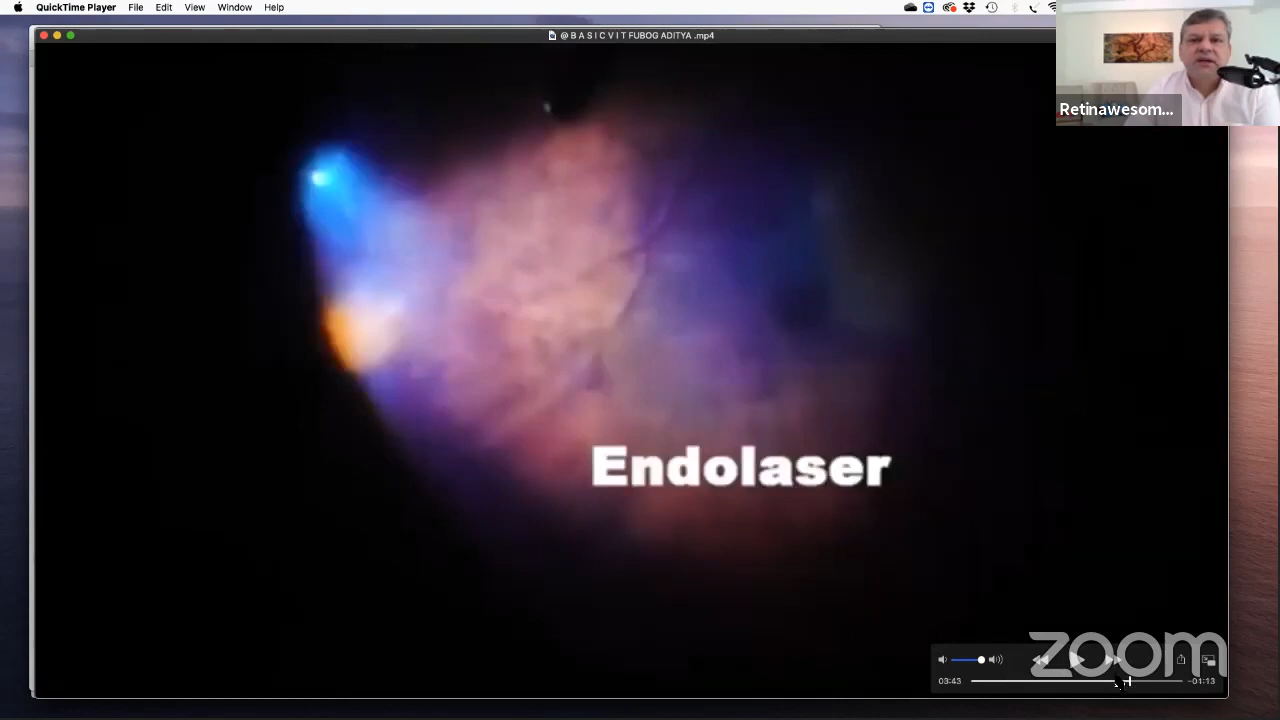 QuickTime Player File Edit View Window Help
@ B A S I C V I T FUBOG ADITYA .mp4
Retinawesom...
Endolaser
zoom
03:43
-01:13